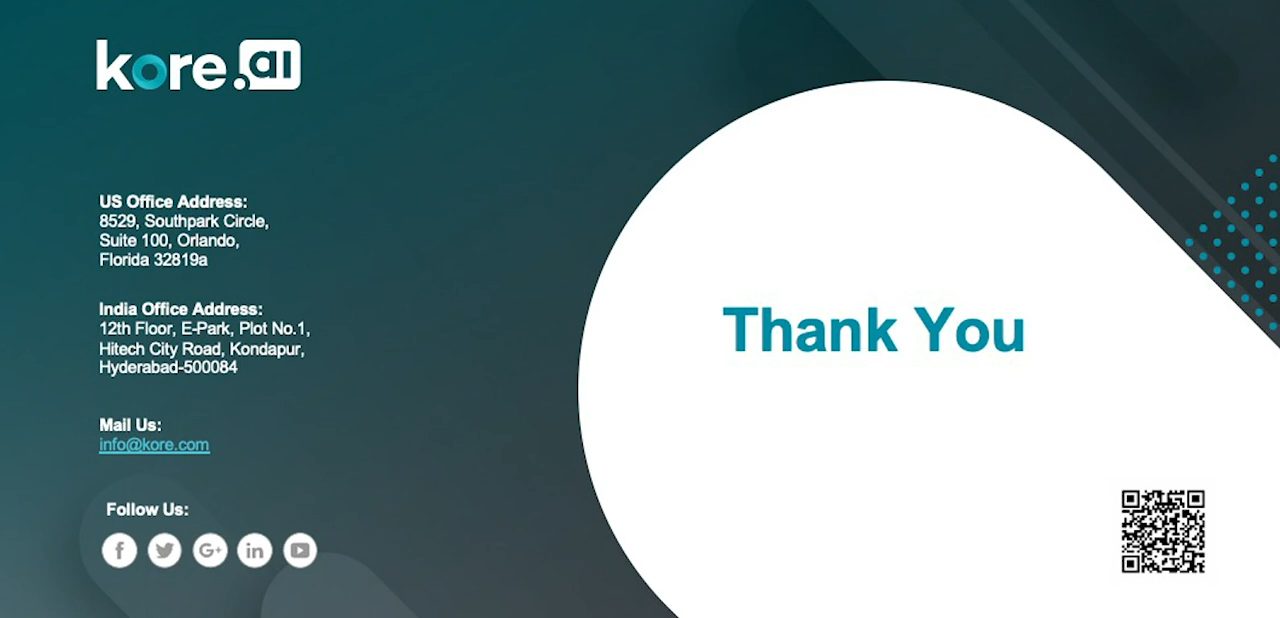 kore.ai
US Office Address:
8529, Southpark Circle,
Suite 100, Orlando,
Florida 32819a
India Office Address:
12th Floor, E-Park, Plot No.1,
Hitech City Road, Kondapur,
Hyderabad-500084
Mail Us:
info@kore.com
Follow Us:
f G+ in
Thank You